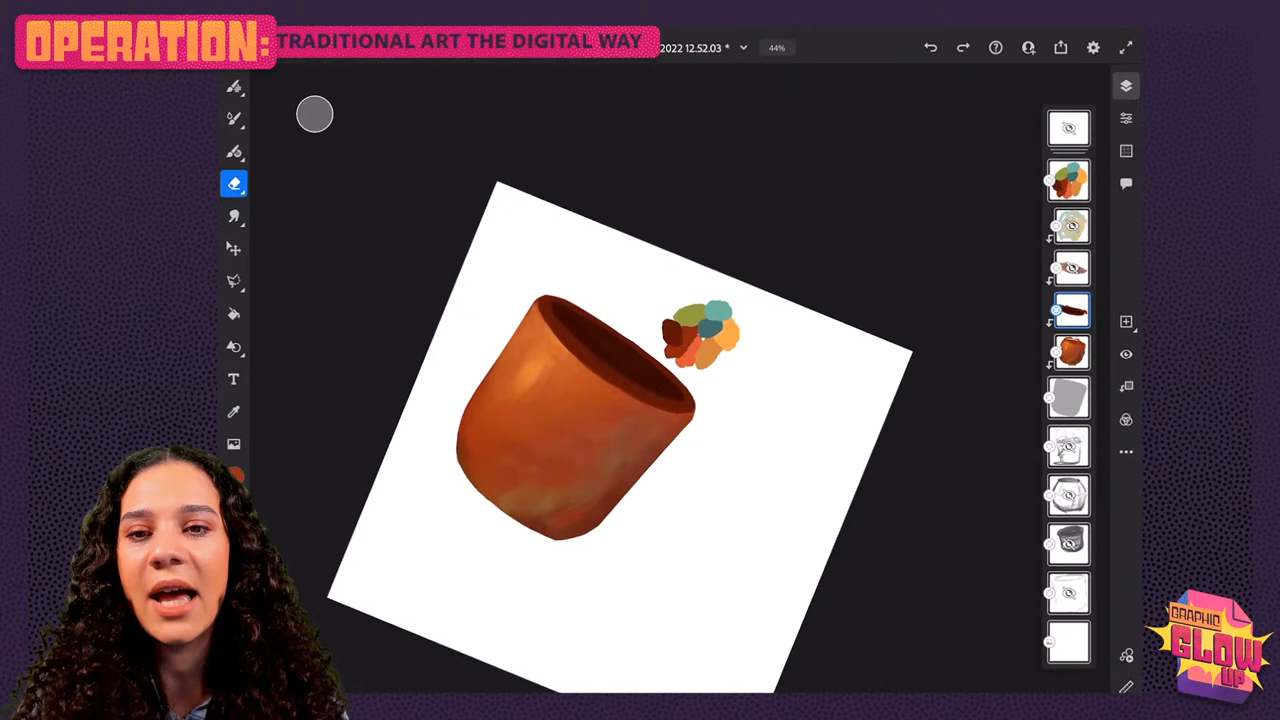 OPERATION:
TRADITIONAL ART THE DIGITAL WAY
2022 12.52.03 *
44%
T
GRAPHIC
GLOW
UP